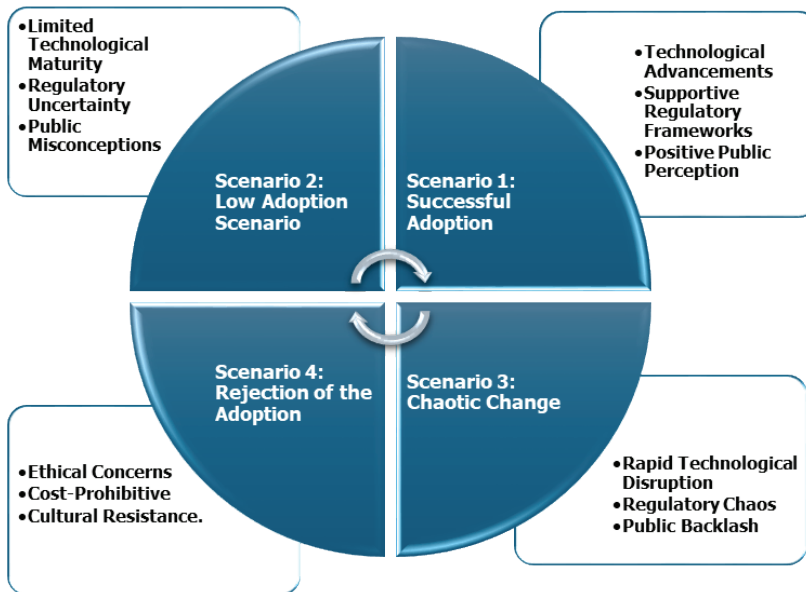 •Limited
Technological
Maturity
•Regulatory
Uncertainty
•Public
Misconceptions
•Technological
Advancements
•Supportive
Regulatory
Frameworks
•Positive Public
Perception
Scenario 2:
Low Adoption
Scenario
Scenario 1:
Successful
Adoption
Scenario 4:
Rejection of the
Adoption
Scenario 3:
Chaotic Change
•Ethical Concerns
•Cost-Prohibitive
•Cultural Resistance.
•Rapid Technological
Disruption
•Regulatory Chaos
•Public Backlash